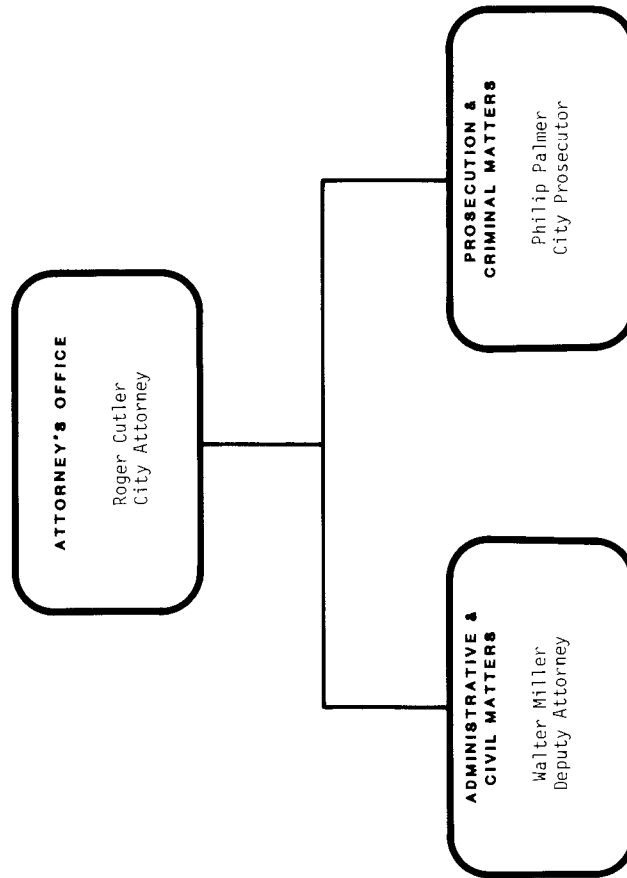 ATTORNEY'S OFFICE
Roger Cutler
City Attorney
ADMINISTRATIVE &
CIVIL MATTERS
Walter Miller
Deputy Attorney
PROSECUTION &
CRIMINAL MATTERS
Philip Palmer
City Prosecutor